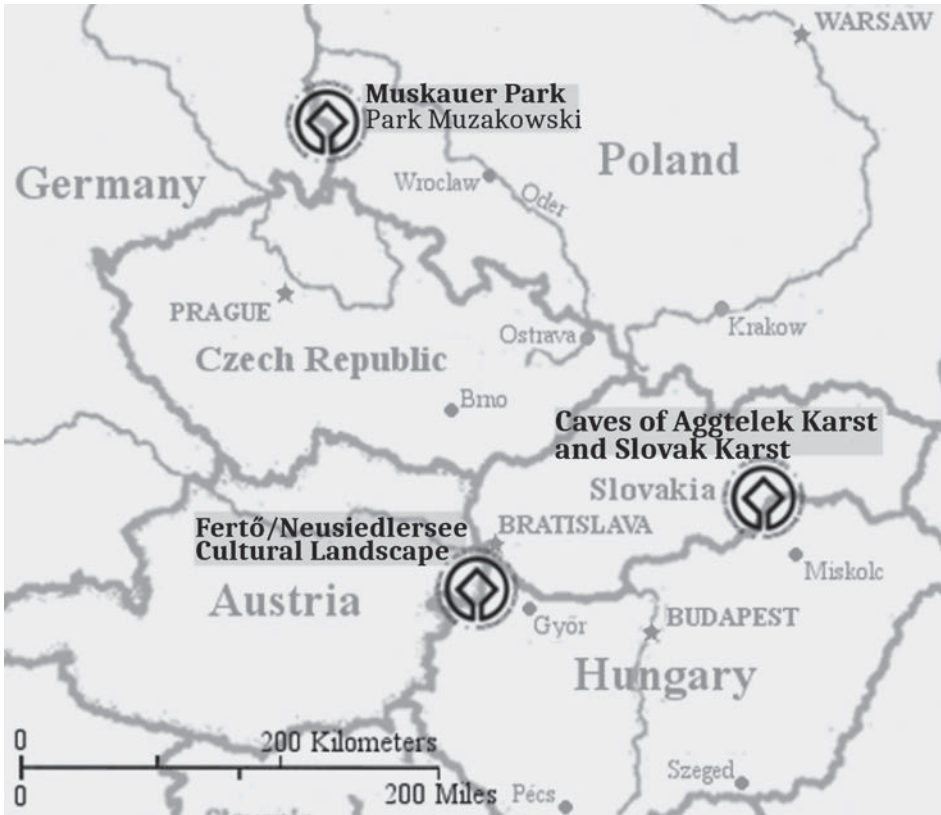 WARSAW
Muskauer Park
Park Muzakowski
Poland
Germany
Wroclaw
Oder
PRAGUE
Krakow
Ostrava
Czech Republic
Brno
Caves of Aggtelek Karst
and Slovak Karst
Slovakia
Fertő/Neusiedlersee
Cultural Landscape
BRATISLAVA
Miskolc
Austria
Győr
BUDAPEST
Hungary
0
200 Kilometers
Szeged
0
200 Miles
Pécs